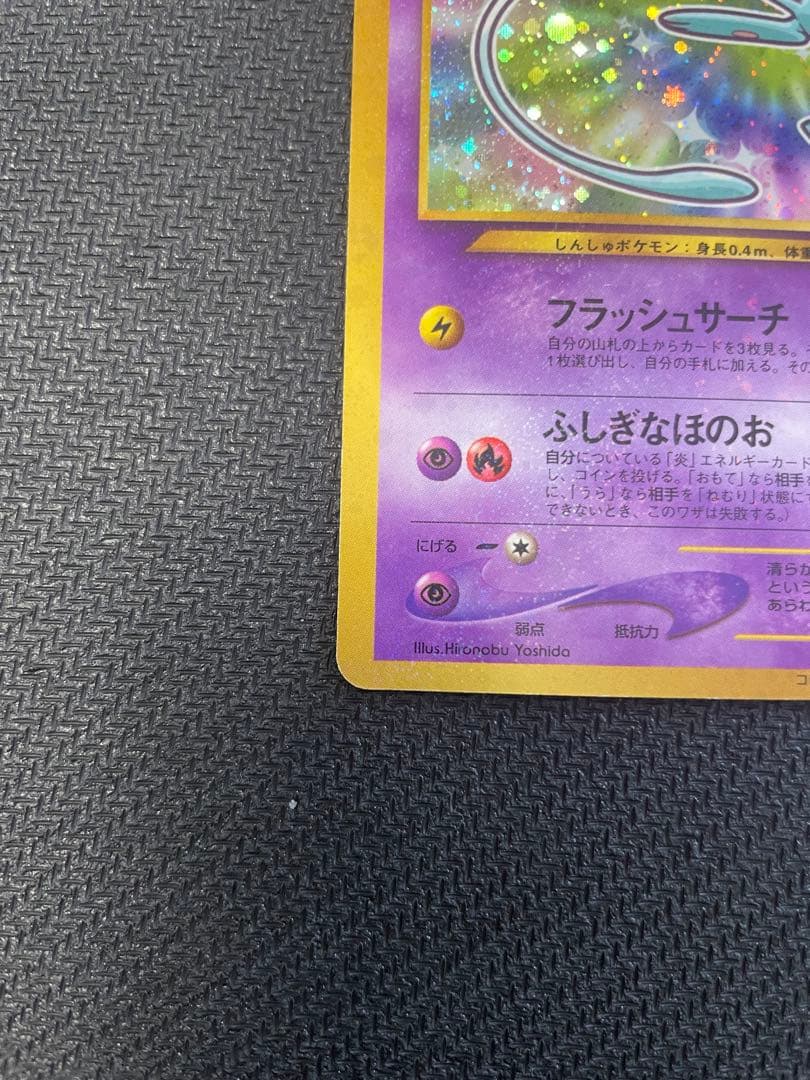 しんしゅポケモン：身長0.4m、体重
フラッシュサーチ
自分の山札の上からカードを3枚見る。そ
1枚選び出し、自分の手札に加える。その
ふしぎなほのお
自分についている「炎」エネルギーカード
し、コインを投げる。「おもて」なら相手を
に、「うら」なら相手を「ねむり」状態に
できないとき、このワザは失敗する。）
にげる
清らか
という
あらわ
弱点 抵抗力
Illus.Hironobu Yoshida
コ